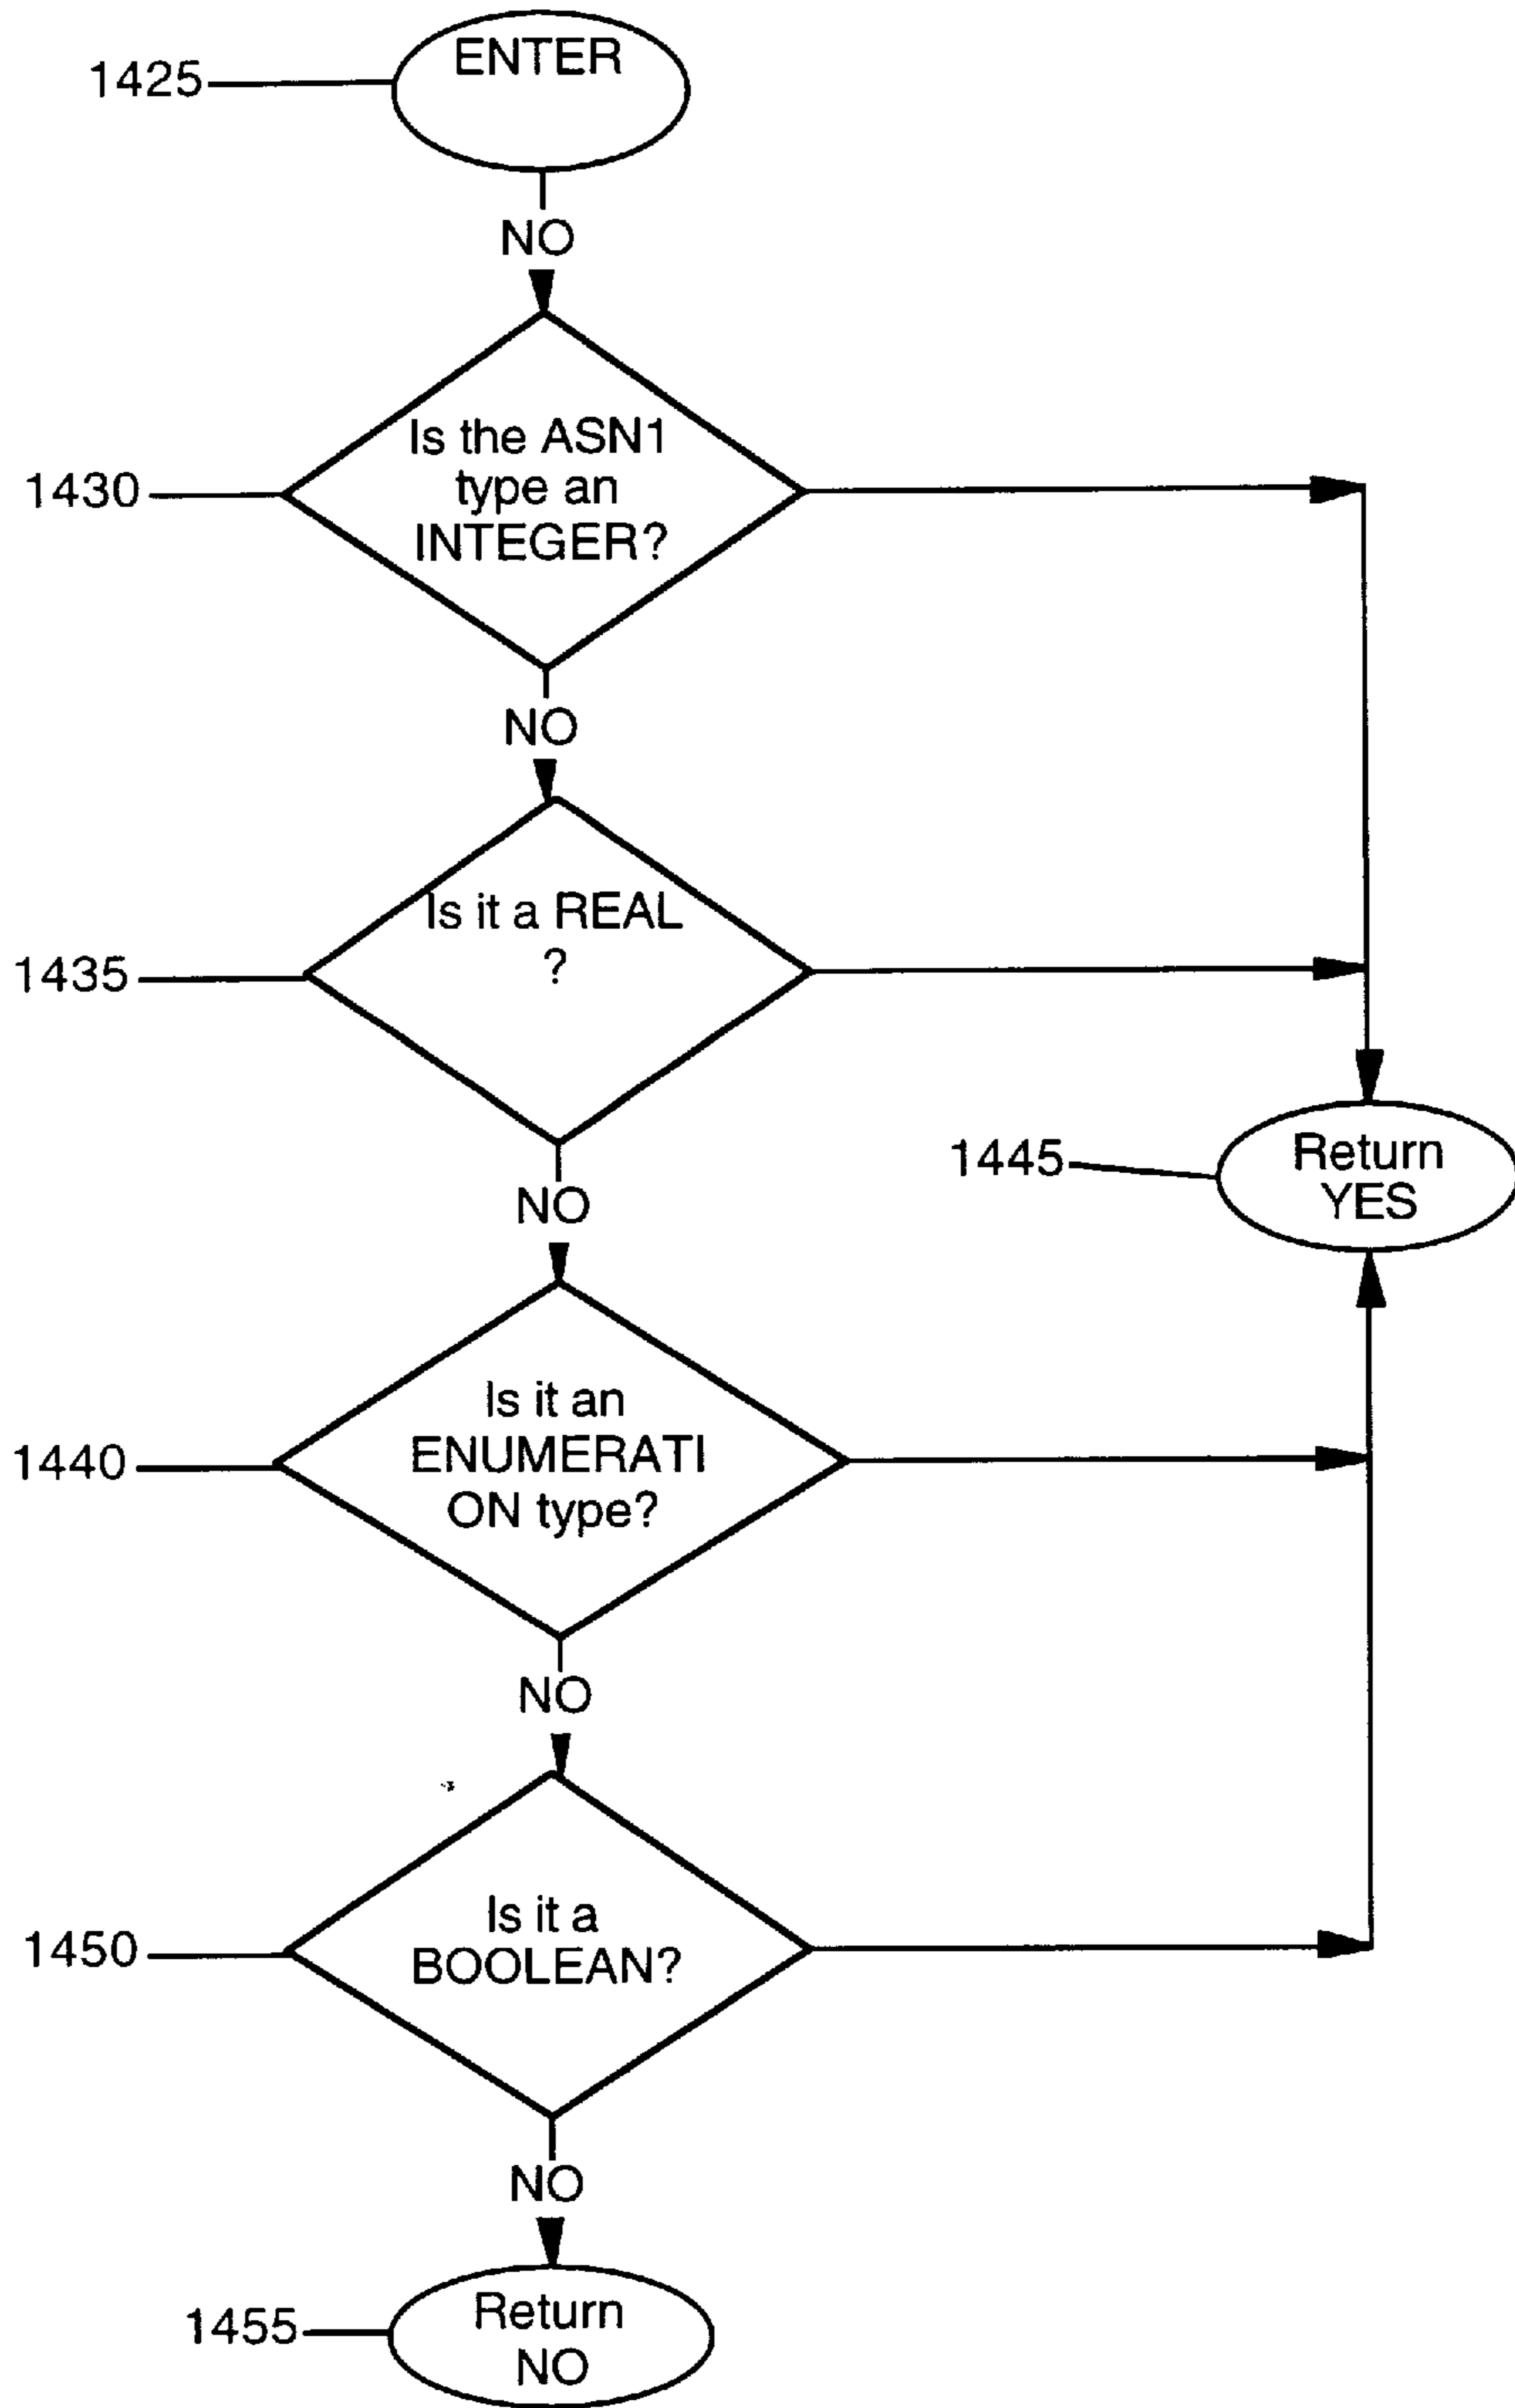 ENTER
1425
NO
Is the ASN1
type an
INTEGER?
1430
NO
Is it a REAL
?
1435
NO
1445
Return
YES
Is it an
ENUMERATI
ON type?
1440
NO
Is it a
BOOLEAN?
1450
NO
Return
NO
1455